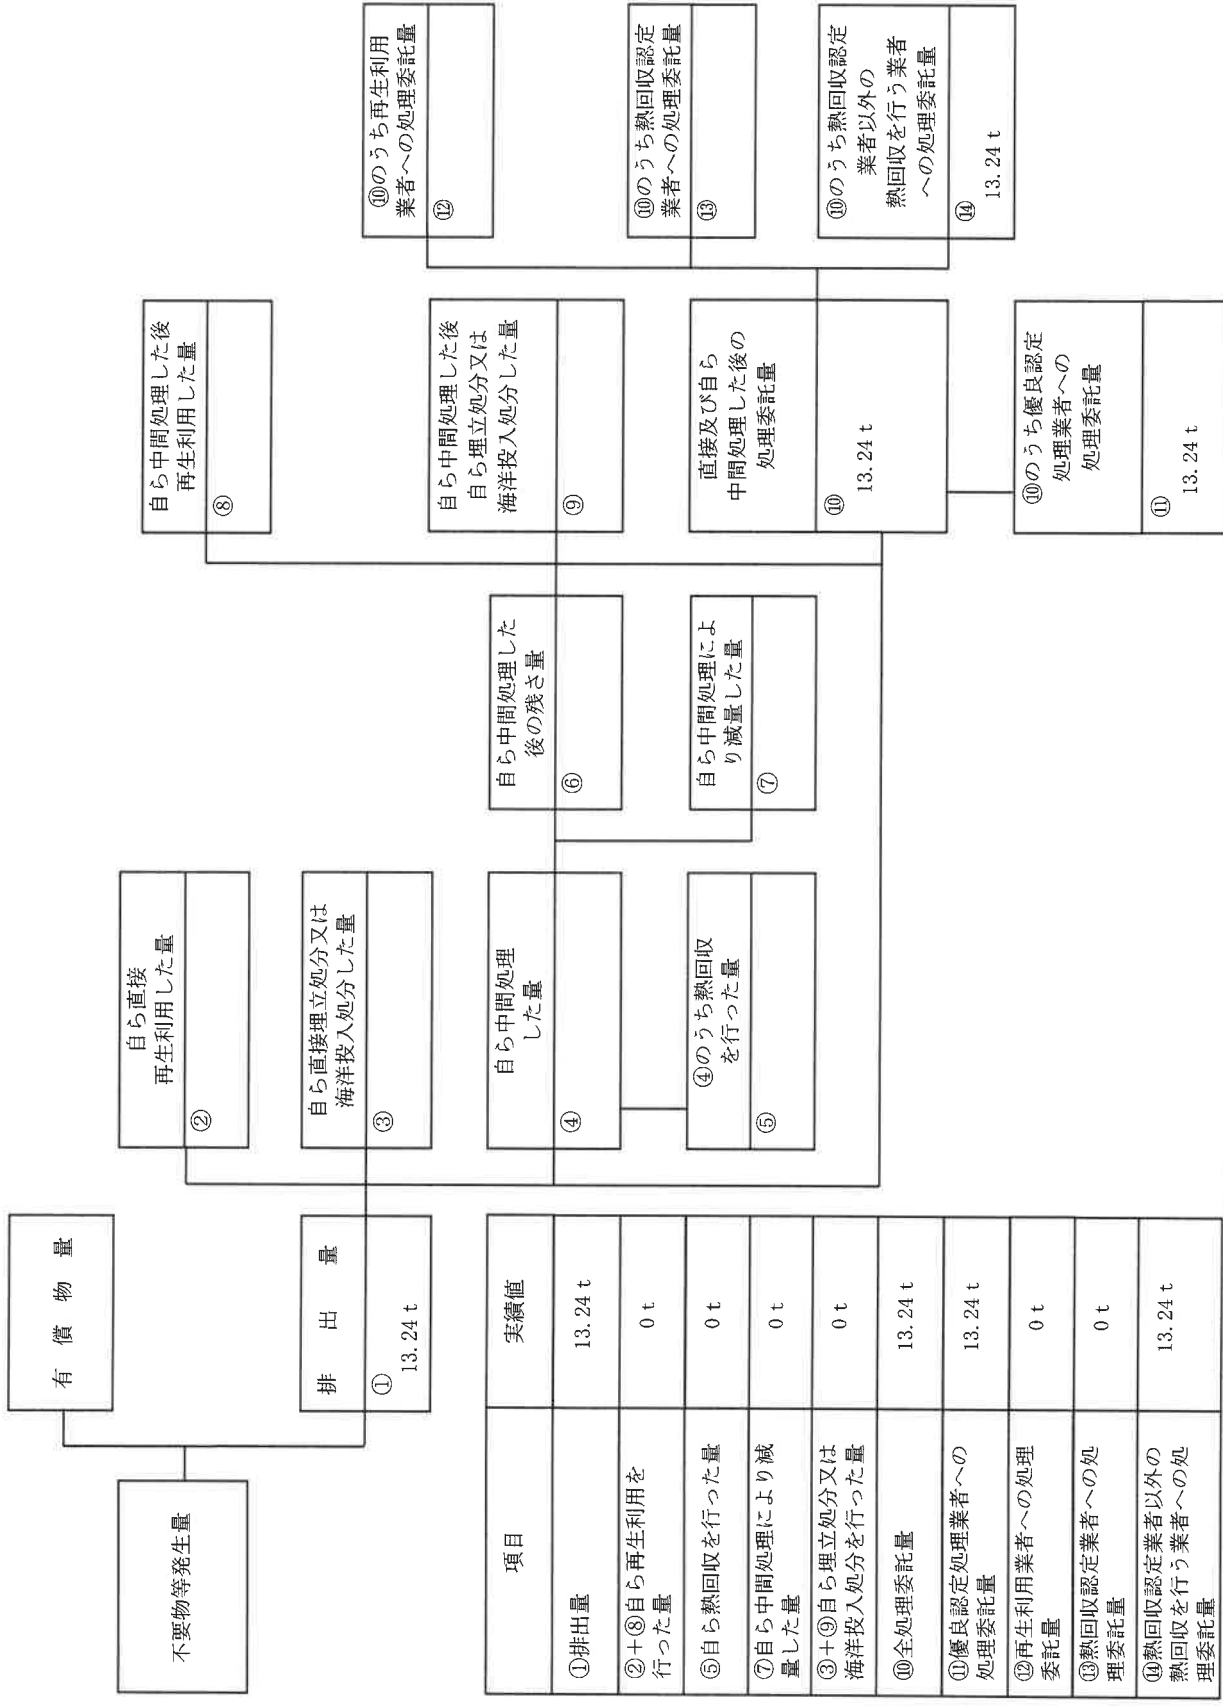 不要物等発生量
有償物量
排出量
①
13.24 t
自ら直接
再生利用した量
②
自ら直接埋立処分又は
海洋投入処分した量
③
自ら中間処理
した量
④
④のうち熱回収
を行った量
⑤
自ら中間処理した
後の残さ量
⑥
自ら中間処理によ
り減量した量
⑦
自ら中間処理した後
再生利用した量
⑧
自ら中間処理した後
自ら埋立処分又は
海洋投入処分した量
⑨
直接及び自ら
中間処理した後の
処理委託量
⑩
13.24 t
⑩のうち優良認定
処理業者への
処理委託量
⑪
13.24 t
⑩のうち再生利用
業者への処理委託量
⑫
⑩のうち熱回収認定
業者への処理委託量
⑬
⑩のうち熱回収認定
業者以外の
熱回収を行う業者
への処理委託量
⑭
13.24 t
項目 実績値
①排出量 13.24 t
②+⑧自ら再生利用を
行った量 0 t
⑤自ら熱回収を行った量 0 t
⑦自ら中間処理により減
量した量 0 t
③+⑨自ら埋立処分又は
海洋投入処分を行った量 0 t
⑩全処理委託量 13.24 t
⑪優良認定処理業者への
処理委託量 13.24 t
⑫再生利用業者への処理
委託量 0 t
⑬熱回収認定業者への処
理委託量 0 t
⑭熱回収認定業者以外の
熱回収を行う業者への処
理委託量 13.24 t